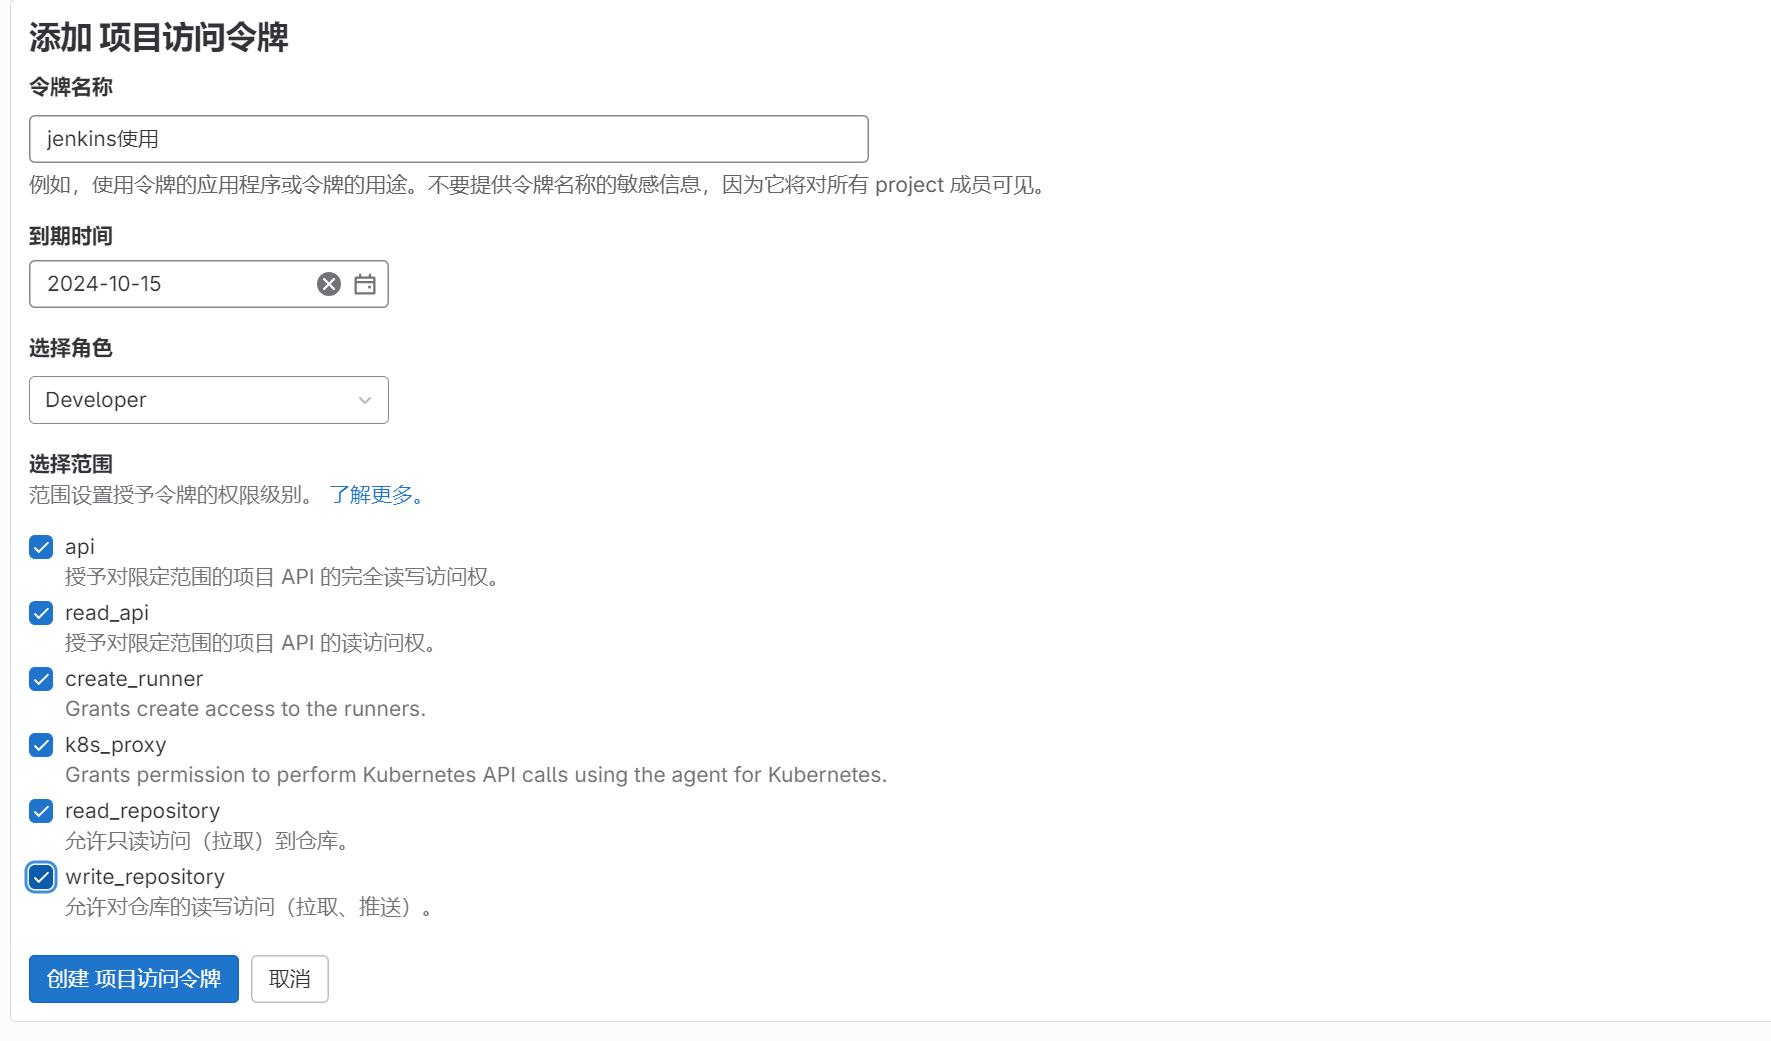 添加 项目访问令牌
令牌名称
jenkins使用
例如，使用令牌的应用程序或令牌的用途。不要提供令牌名称的敏感信息，因为它将对所有 project 成员可见。
到期时间
2024-10-15
选择角色
Developer
选择范围
范围设置授予令牌的权限级别。 了解更多。
api
授予对限定范围的项目 API 的完全读写访问权。
read_api
授予对限定范围的项目 API 的读访问权。
create_runner
Grants create access to the runners.
k8s_proxy
Grants permission to perform Kubernetes API calls using the agent for Kubernetes.
read_repository
允许只读访问（拉取）到仓库。
write_repository
允许对仓库的读写访问（拉取、推送）。
创建 项目访问令牌 取消